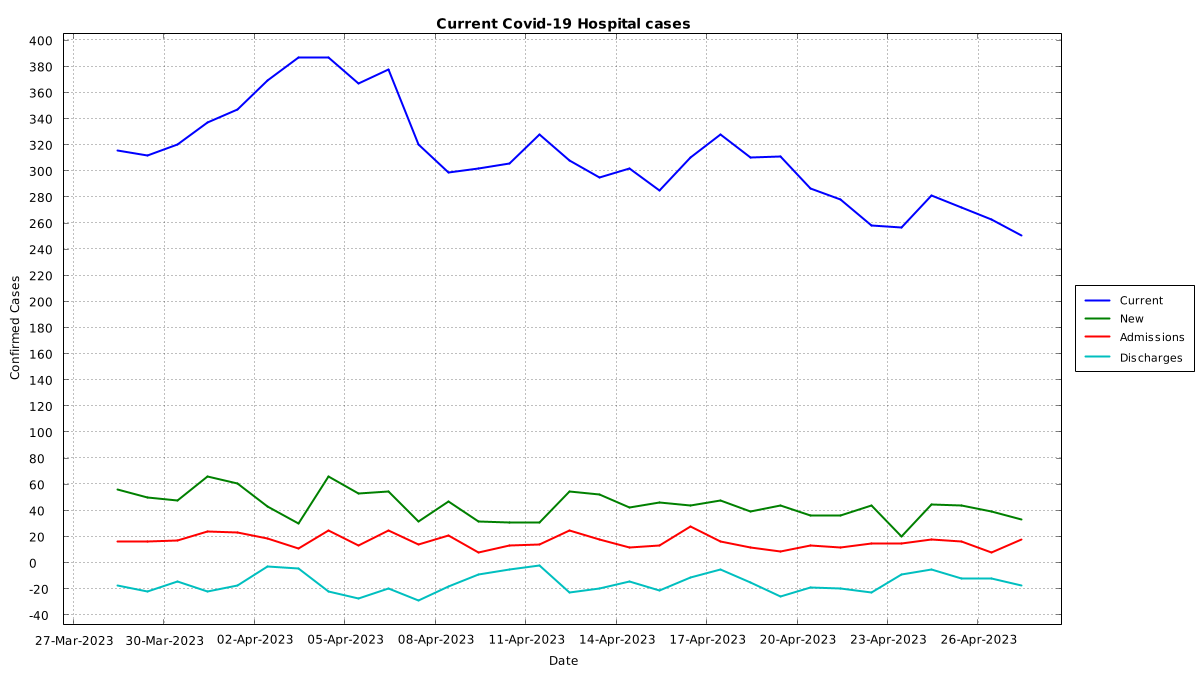 Current Covid-19 Hospital cases
400
380
360
340
320
300
280
260
240
220
200
180
160
140
120
100
80
60
40
20
0
-20
-40
Confirmed Cases
27-Mar-2023 30-Mar-2023 02-Apr-2023 05-Apr-2023 08-Apr-2023 11-Apr-2023 14-Apr-2023 17-Apr-2023 20-Apr-2023 23-Apr-2023 26-Apr-2023
Date
Current
New
Admissions
Discharges